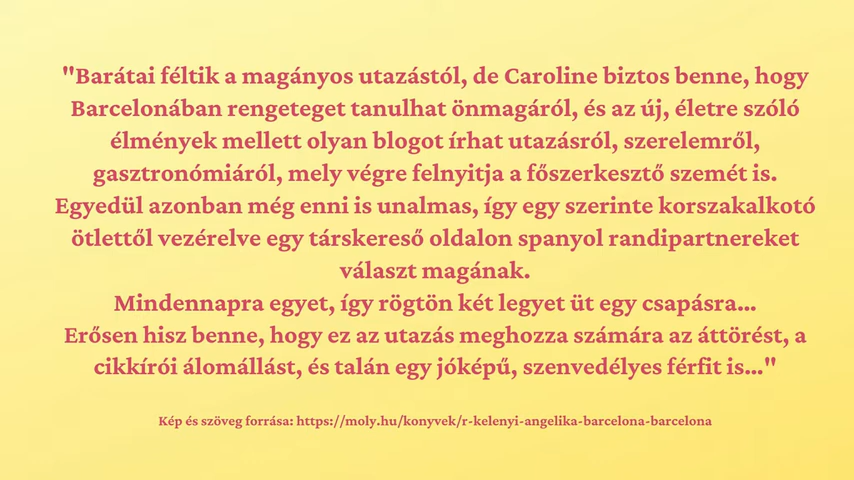 "Barátai féltik a magányos utazástól, de Caroline biztos benne, hogy
Barcelonában rengeteget tanulhat önmagáról, és az új, életre szóló
élmények mellett olyan blogot írhat utazásról, szerelemről,
gasztronómiáról, mely végre felnyitja a főszerkesztő szemét is.
Egyedül azonban még enni is unalmas, így egy szerinte korszakalkotó
ötlettől vezérelve egy társkereső oldalon spanyol randipartnereket
választ magának.
Mindennapra egyet, így rögtön két legyet üt egy csapásra...
Erősen hisz benne, hogy ez az utazás meghozza számára az áttörést, a
cikkírói álomállást, és talán egy jóképű, szenvedélyes férfit is..."
Kép és szöveg forrása: https://moly.hu/konyvek/r-kelenyi-angelika-barcelona-barcelona